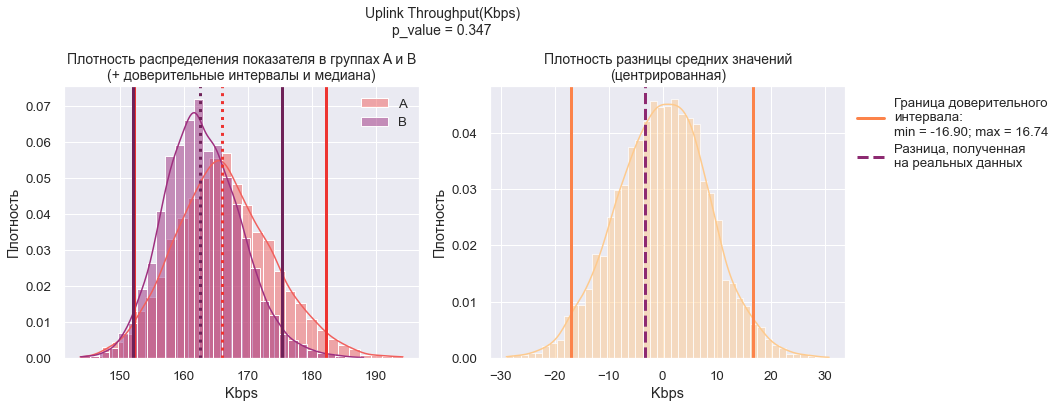 Uplink Throughput(Kbps)
p_value = 0.347
Плотность распределения показателя в группах A и B
(+ доверительные интервалы и медиана)
A
B
0.07
0.06
0.05
0.04
0.03
0.02
0.01
0.00
Плотность
150
160
170
180
190
Kbps
Плотность разницы средних значений
(центрированная)
0.04
0.03
0.02
0.01
0.00
Плотность
−30
−20
−10
0
10
20
30
Kbps
Граница доверительного
интервала:
min = -16.90; max = 16.74
Разница, полученная
на реальных данных